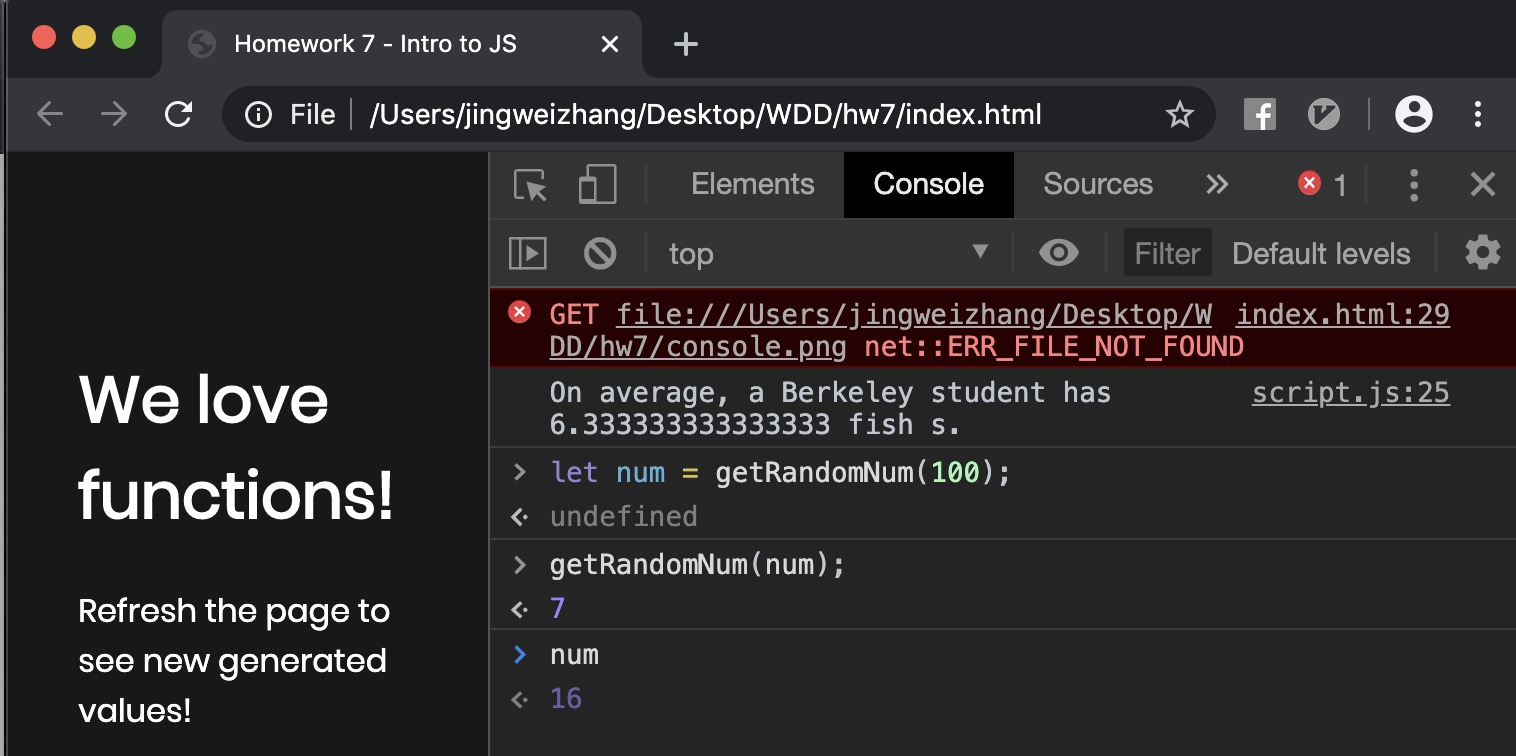 Homework 7 - Intro to JS
File /Users/jingweizhang/Desktop/WDD/hw7/index.html
We love
functions!
Refresh the page to
see new generated
values!
Elements Console Sources » 1
top Filter Default levels
GET file:///Users/jingweizhang/Desktop/W index.html:29
DD/hw7/console.png net::ERR_FILE_NOT_FOUND
On average, a Berkeley student has script.js:25
6.333333333333333 fish s.
> let num = getRandomNum(100);
undefined
> getRandomNum(num);
7
> num
16